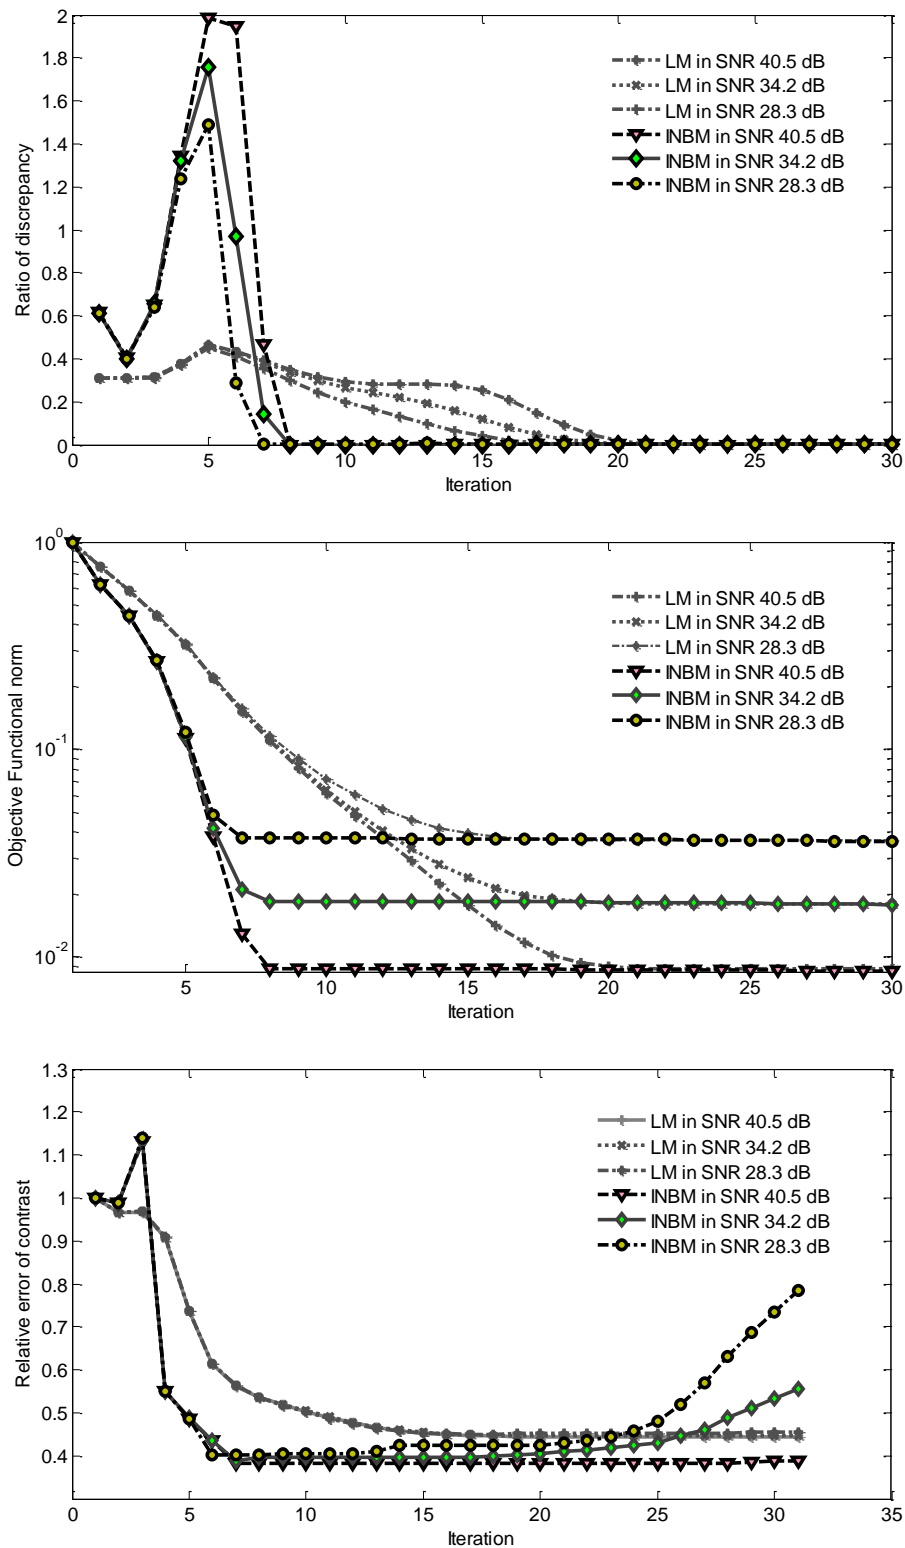 2
1.8
1.6
1.4
1.2
1
0.8
0.6
0.4
0.2
0
Ratio of discrepancy
LM in SNR 40.5 dB
LM in SNR 34.2 dB
LM in SNR 28.3 dB
INBM in SNR 40.5 dB
INBM in SNR 34.2 dB
INBM in SNR 28.3 dB
0 5 10 15 20 25 30
Iteration
10^0
10^-1
10^-2
Objective Functional norm
LM in SNR 40.5 dB
LM in SNR 34.2 dB
LM in SNR 28.3 dB
INBM in SNR 40.5 dB
INBM in SNR 34.2 dB
INBM in SNR 28.3 dB
5 10 15 20 25 30
Iteration
1.3
1.2
1.1
1
0.9
0.8
0.7
0.6
0.5
0.4
Relative error of contrast
LM in SNR 40.5 dB
LM in SNR 34.2 dB
LM in SNR 28.3 dB
INBM in SNR 40.5 dB
INBM in SNR 34.2 dB
INBM in SNR 28.3 dB
0 5 10 15 20 25 30 35
Iteration